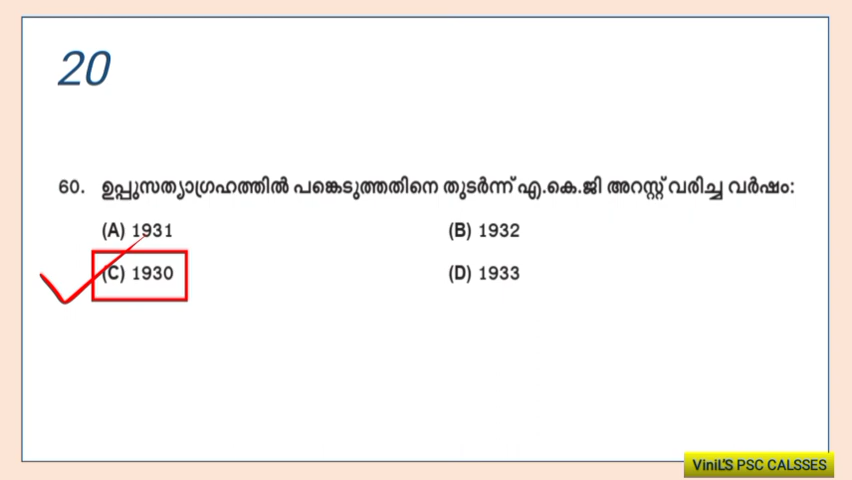 20
60. ഉപ്പുസത്യാഗ്രഹത്തിൽ പങ്കെടുത്തതിനെ തുടർന്ന് എ.കെ.ജി അറസ്റ്റ് വരിച്ച വർഷം:
(A) 1931 (B) 1932
(C) 1930 (D) 1933
ViniL'S PSC CALSSES